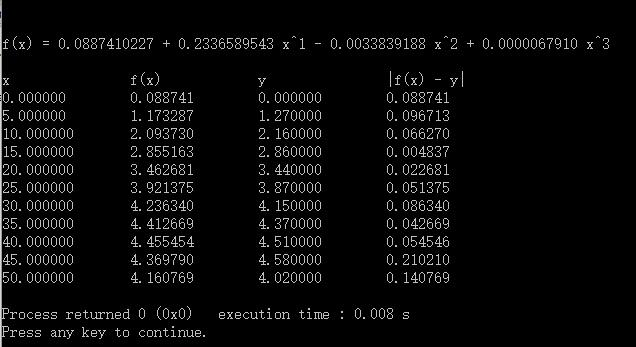 f(x) = 0.0887410227 + 0.2336589543 x^1 - 0.0033839188 x^2 + 0.0000067910 x^3
x f(x) y |f(x) - y|
0.000000 0.088741 0.000000 0.088741
5.000000 1.173287 1.270000 0.096713
10.000000 2.093730 2.160000 0.066270
15.000000 2.855163 2.860000 0.004837
20.000000 3.462681 3.440000 0.022681
25.000000 3.921375 3.870000 0.051375
30.000000 4.236340 4.150000 0.086340
35.000000 4.412669 4.370000 0.042669
40.000000 4.455454 4.510000 0.054546
45.000000 4.369790 4.580000 0.210210
50.000000 4.160769 4.020000 0.140769
Process returned 0 (0x0) execution time : 0.008 s
Press any key to continue.